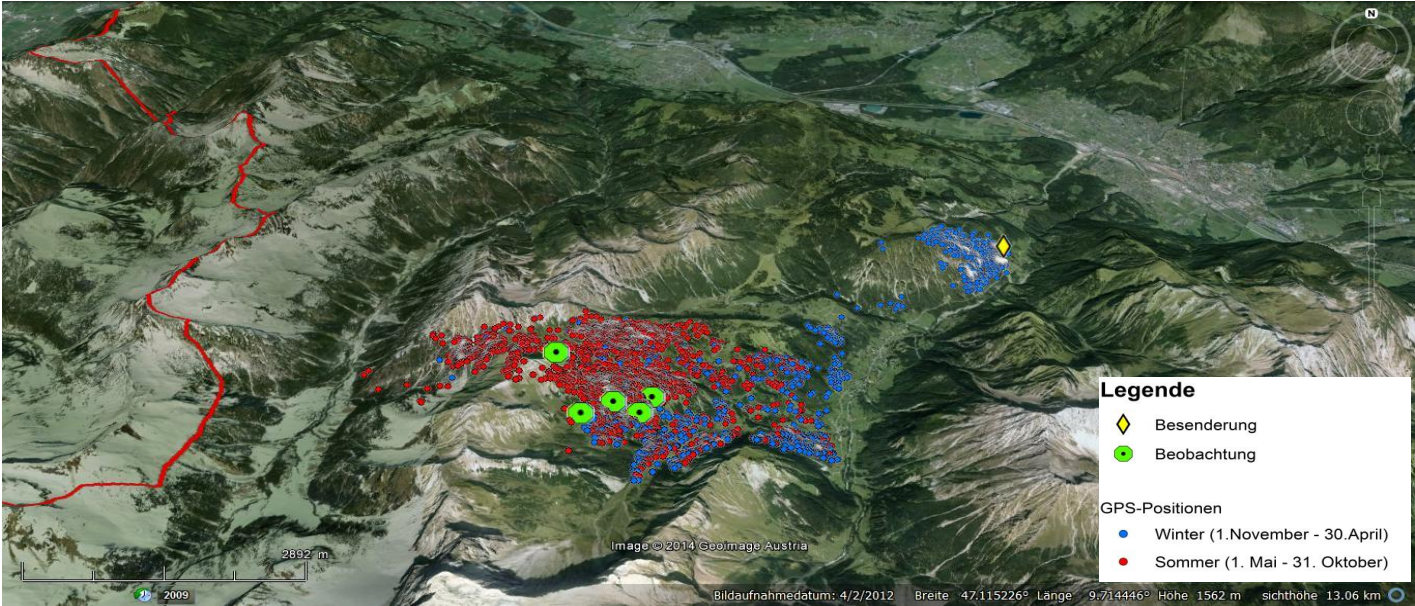 N
Legende
Besenderung
Beobachtung
GPS-Positionen
Winter (1.November - 30.April)
Sommer (1. Mai - 31. Oktober)
Image © 2014 Geoimage Austria
2892 m
2009
Bildaufnahmedatum: 4/2/2012 Breite 47.115226° Länge 9.714446° Höhe 1562 m sichthöhe 13.06 km